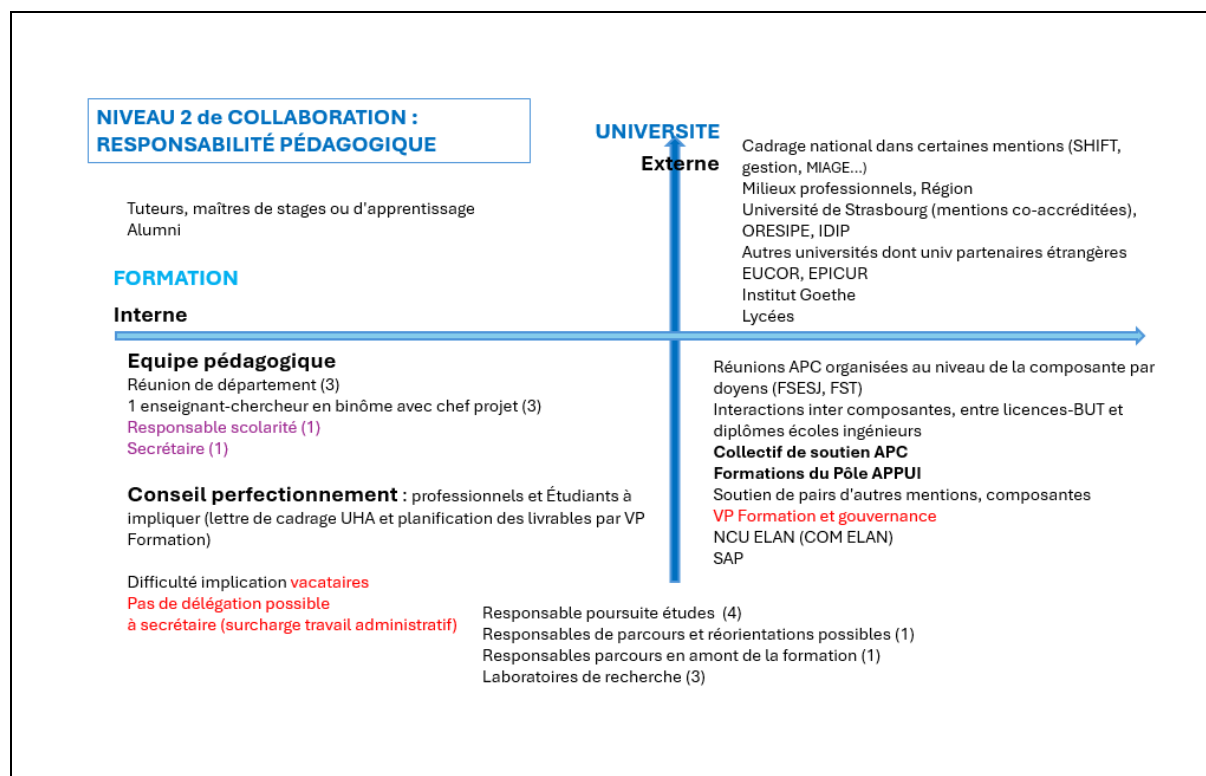 NIVEAU 2 de COLLABORATION :
RESPONSABILITÉ PÉDAGOGIQUE
Tuteurs, maîtres de stages ou d'apprentissage
Alumni
FORMATION
Interne
UNIVERSITE
Externe
Cadrage national dans certaines mentions (SHIFT,
gestion, MIAGE...)
Milieux professionnels, Région
Université de Strasbourg (mentions co-accréditées),
ORESIPE, IDIP
Autres universités dont univ partenaires étrangères
EUCOR, EPICUR
Institut Goethe
Lycées
Equipe pédagogique
Réunion de département (3)
1 enseignant-chercheur en binôme avec chef projet (3)
Responsable scolarité (1)
Secrétaire (1)
Conseil perfectionnement : professionnels et Étudiants à
impliquer (lettre de cadrage UHA et planification des livrables par VP
Formation)
Difficulté implication vacataires
Pas de délégation possible
à secrétaire (surcharge travail administratif)
Réunions APC organisées au niveau de la composante par
doyens (FSESJ, FST)
Interactions inter composantes, entre licences-BUT et
diplômes écoles ingénieurs
Collectif de soutien APC
Formations du Pôle APPUI
Soutien de pairs d'autres mentions, composantes
VP Formation et gouvernance
NCU ELAN (COM ELAN)
SAP
Responsable poursuite études (4)
Responsables de parcours et réorientations possibles (1)
Responsables parcours en amont de la formation (1)
Laboratoires de recherche (3)